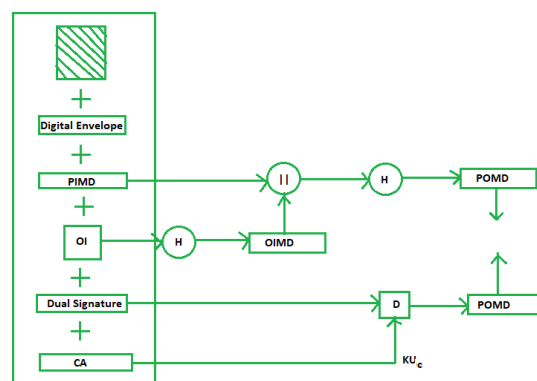 Digital Envelope
PIMD
||
H
POMD
OI
H
OIMD
Dual Signature
D
POMD
CA
KUc